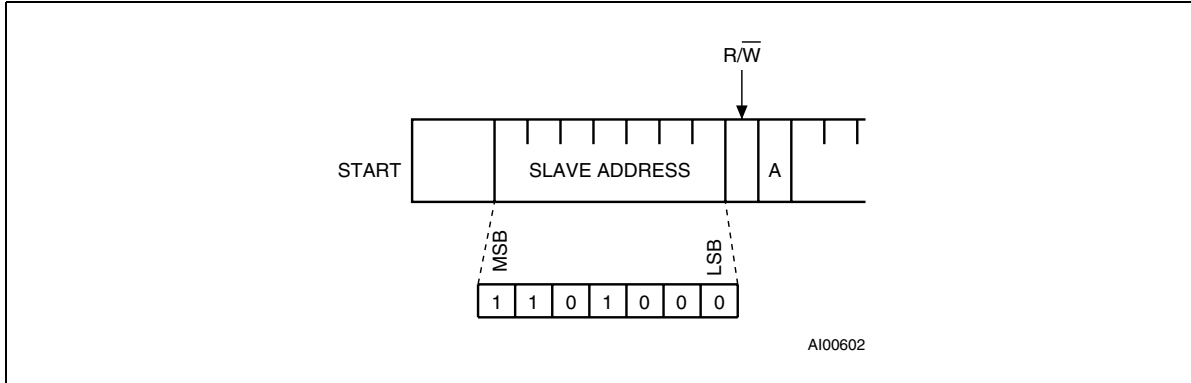 R/W̅
START
SLAVE ADDRESS
A
MSB
LSB
1 1 0 1 0 0 0
AI00602